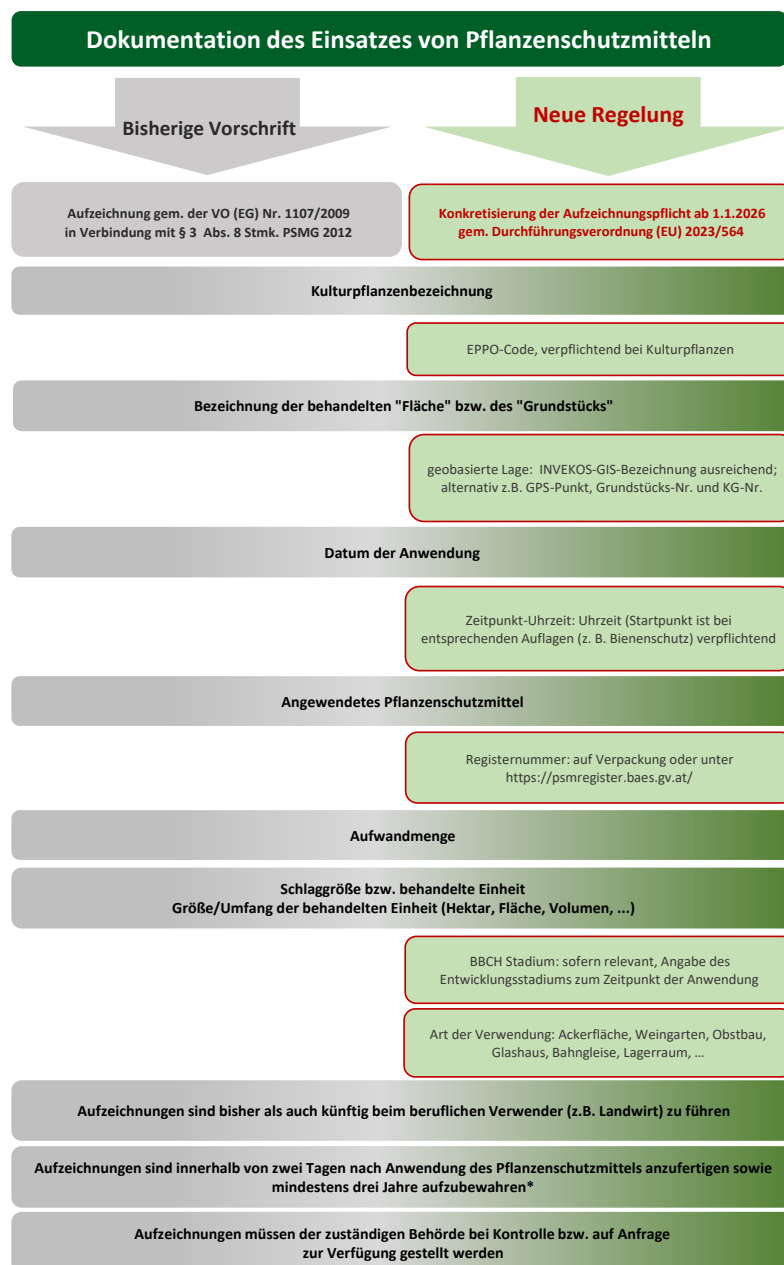 Dokumentation des Einsatzes von Pflanzenschutzmitteln
Bisherige Vorschrift
Neue Regelung
Aufzeichnung gem. der VO (EG) Nr. 1107/2009
in Verbindung mit § 3 Abs. 8 Stmk. PSMG 2012
Konkretisierung der Aufzeichnungspflicht ab 1.1.2026
gem. Durchführungsverordnung (EU) 2023/564
Kulturpflanzenbezeichnung
EPPO-Code, verpflichtend bei Kulturpflanzen
Bezeichnung der behandelten "Fläche" bzw. des "Grundstücks"
geobasierte Lage: INVEKOS-GIS-Bezeichnung ausreichend;
alternativ z.B. GPS-Punkt, Grundstücks-Nr. und KG-Nr.
Datum der Anwendung
Zeitpunkt-Uhrzeit: Uhrzeit (Startpunkt ist bei
entsprechenden Auflagen (z. B. Bienenschutz) verpflichtend
Angewendetes Pflanzenschutzmittel
Registernummer: auf Verpackung oder unter
https://psmregister.baes.gv.at/
Aufwandmenge
Schlaggröße bzw. behandelte Einheit
Größe/Umfang der behandelten Einheit (Hektar, Fläche, Volumen, ...)
BBCH Stadium: sofern relevant, Angabe des
Entwicklungsstadiums zum Zeitpunkt der Anwendung
Art der Verwendung: Ackerfläche, Weingarten, Obstbau,
Glashaus, Bahngleise, Lagerraum, …
Aufzeichnungen sind bisher als auch künftig beim beruflichen Verwender (z.B. Landwirt) zu führen
Aufzeichnungen sind innerhalb von zwei Tagen nach Anwendung des Pflanzenschutzmittels anzufertigen sowie
mindestens drei Jahre aufzubewahren*
Aufzeichnungen müssen der zuständigen Behörde bei Kontrolle bzw. auf Anfrage
zur Verfügung gestellt werden